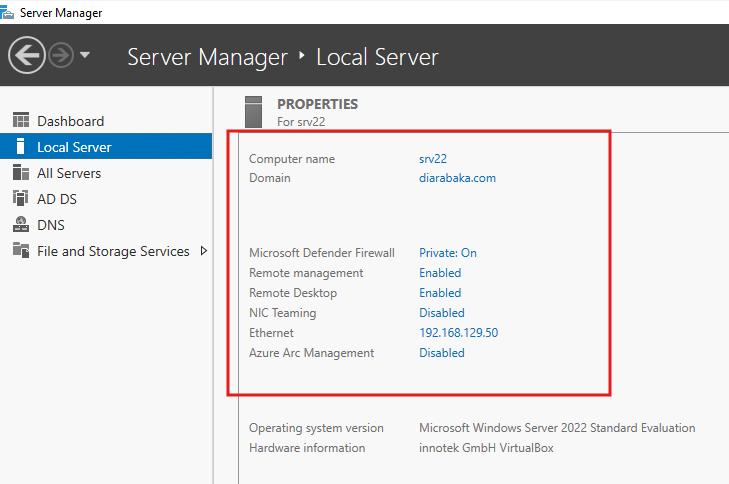 Server Manager
Server Manager ‣ Local Server
Dashboard
Local Server
All Servers
AD DS
DNS
File and Storage Services
PROPERTIES
For srv22
Computer name srv22
Domain diarabaka.com
Microsoft Defender Firewall Private: On
Remote management Enabled
Remote Desktop Enabled
NIC Teaming Disabled
Ethernet 192.168.129.50
Azure Arc Management Disabled
Operating system version Microsoft Windows Server 2022 Standard Evaluation
Hardware information innotek GmbH VirtualBox